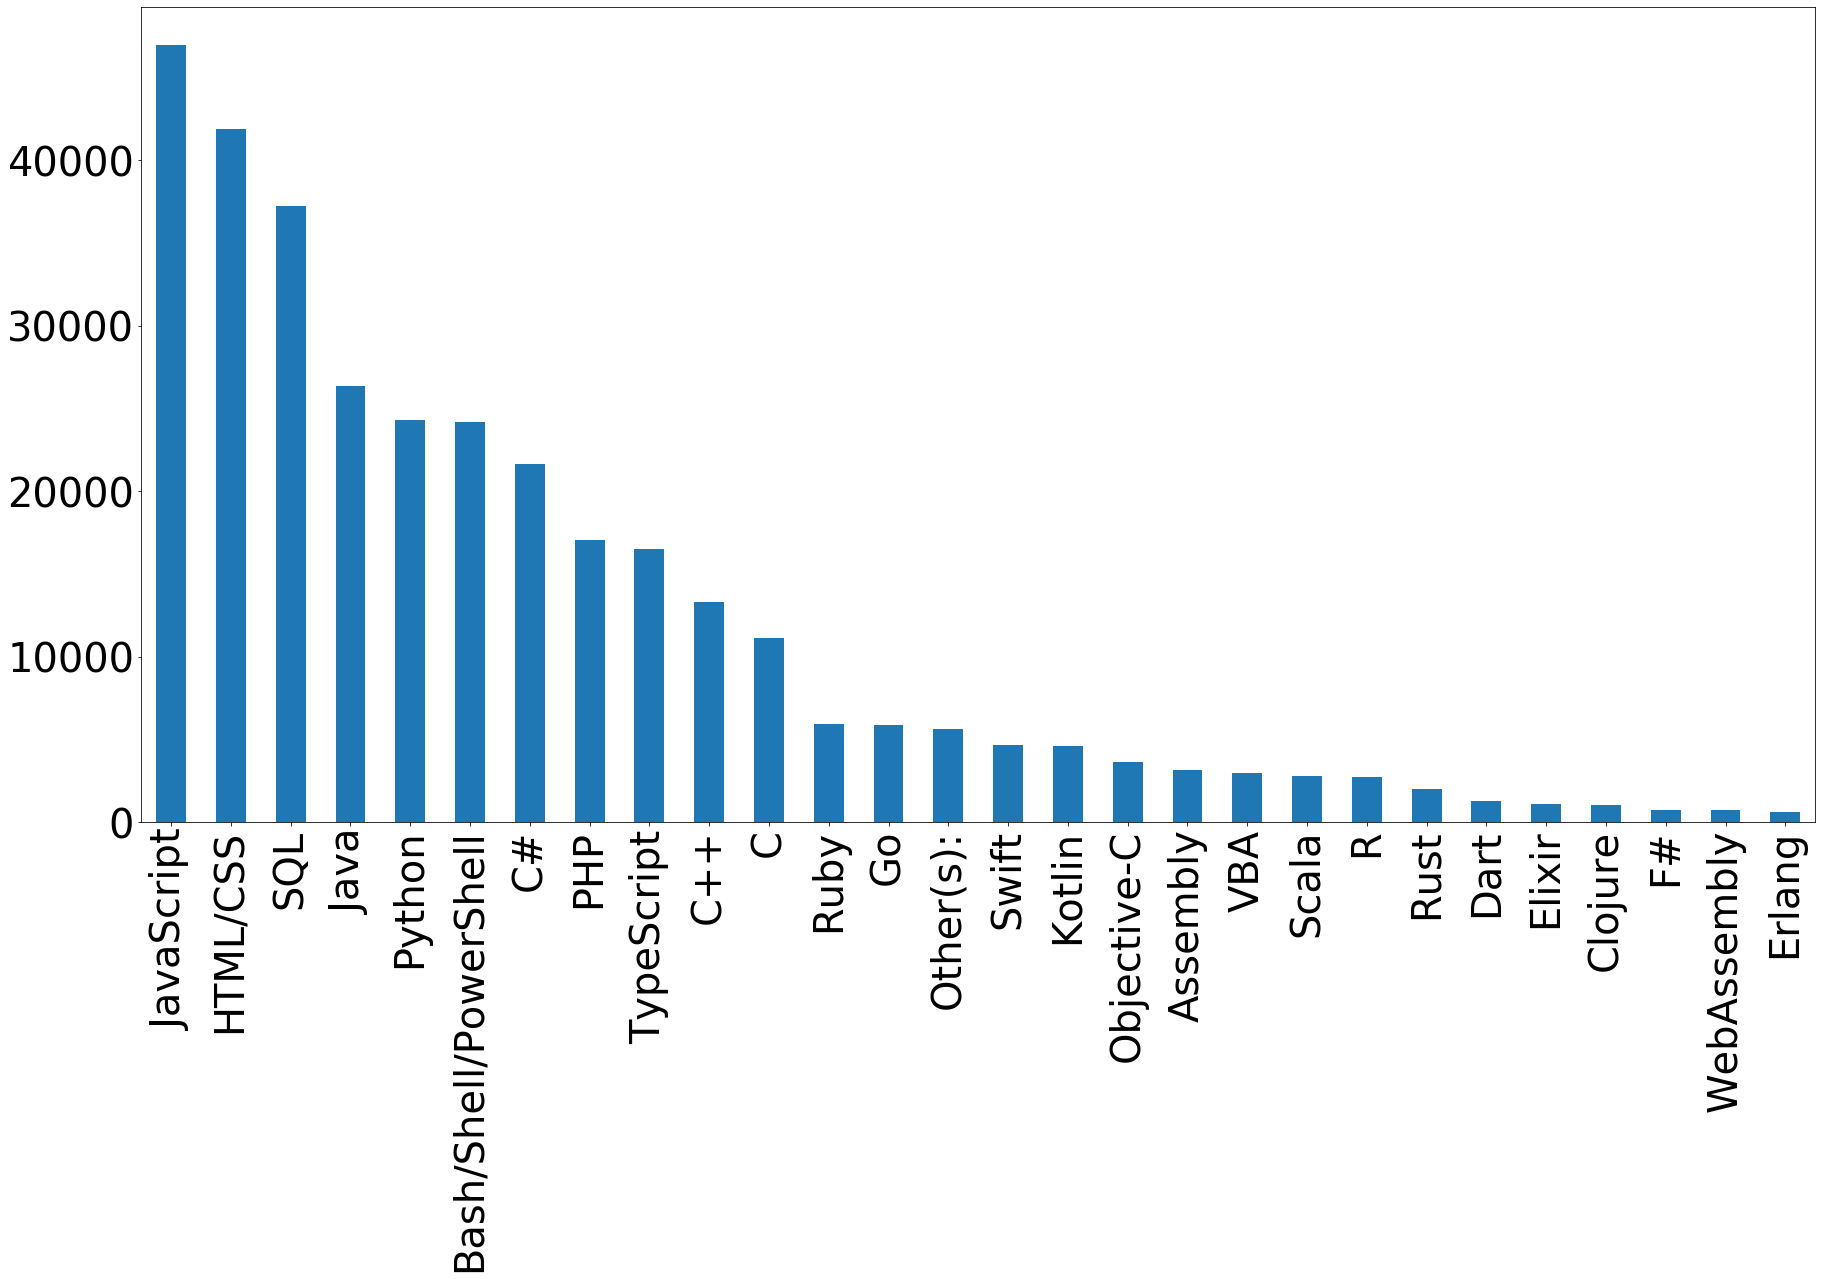 40000
30000
20000
10000
0
JavaScript
HTML/CSS
SQL
Java
Python
Bash/Shell/PowerShell
C#
PHP
TypeScript
C++
C
Ruby
Go
Other(s):
Swift
Kotlin
Objective-C
Assembly
VBA
Scala
R
Rust
Dart
Elixir
Clojure
F#
WebAssembly
Erlang